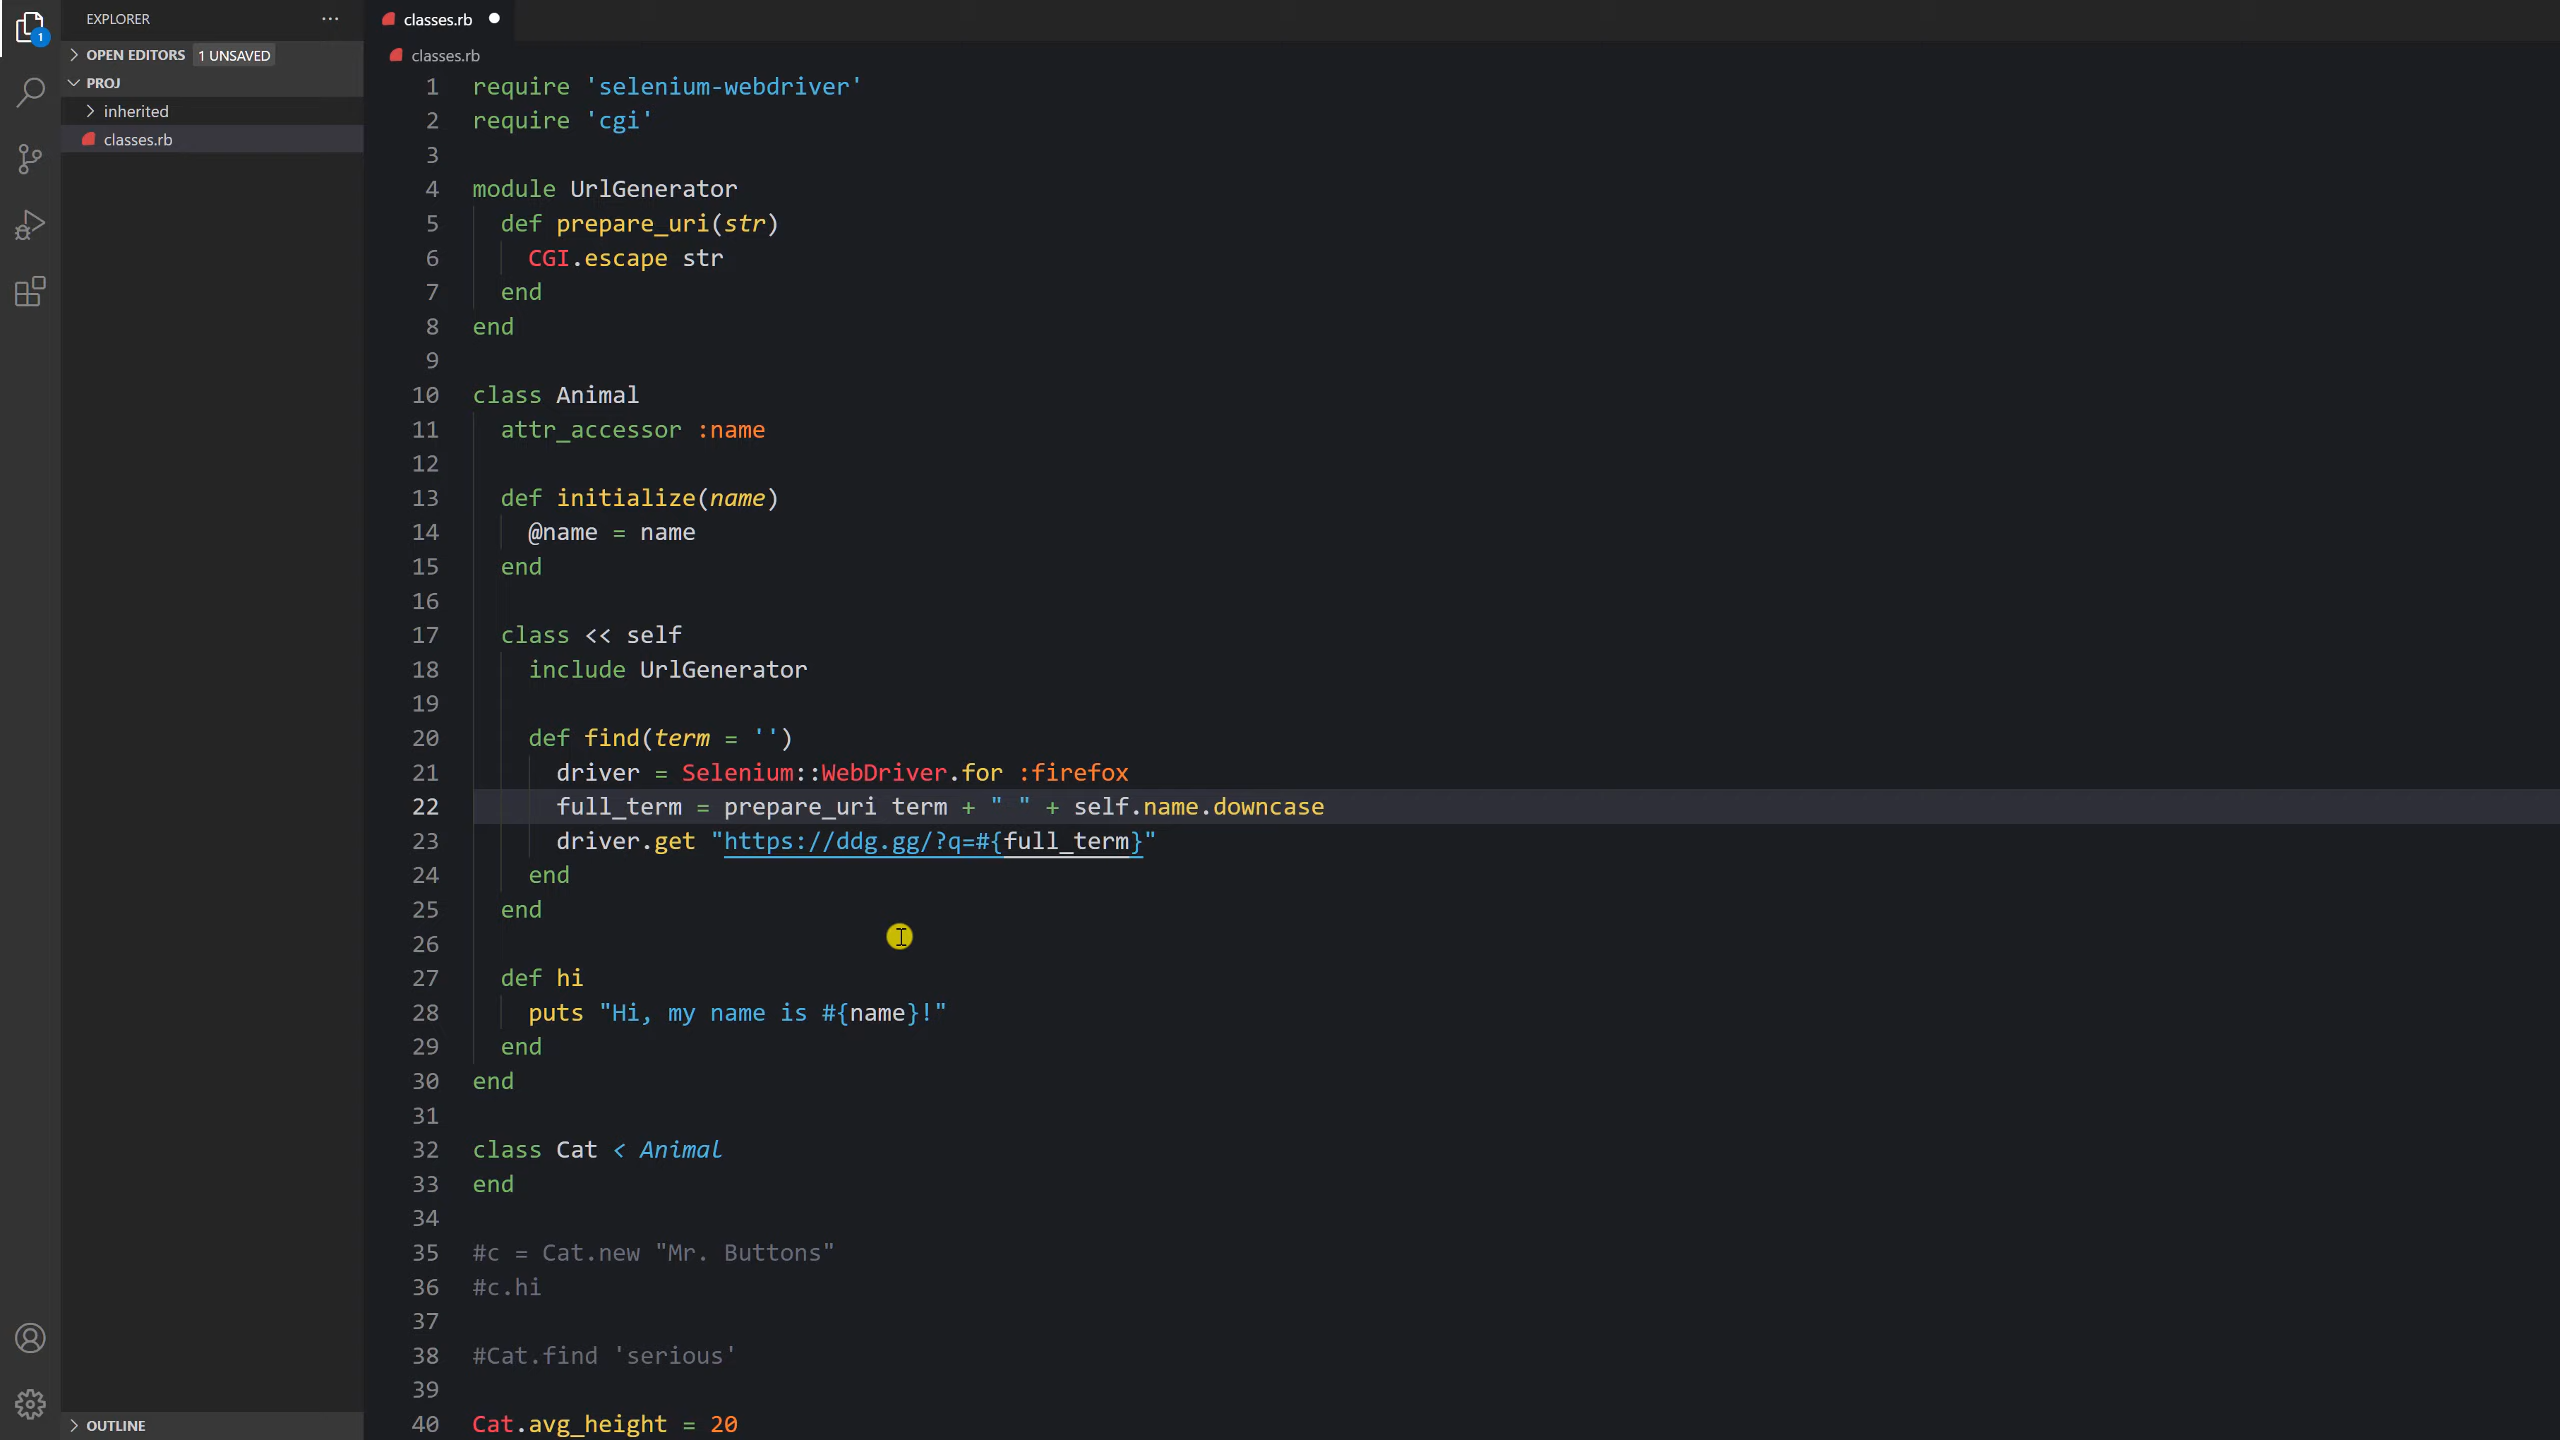 EXPLORER
OPEN EDITORS 1 UNSAVED
PROJ
inherited
classes.rb
OUTLINE
1
classes.rb
classes.rb
1 require 'selenium-webdriver'
2 require 'cgi'
3
4 module UrlGenerator
5 def prepare_uri(str)
6 CGI.escape str
7 end
8 end
9
10 class Animal
11 attr_accessor :name
12
13 def initialize(name)
14 @name = name
15 end
16
17 class << self
18 include UrlGenerator
19
20 def find(term = '')
21 driver = Selenium::WebDriver.for :firefox
22 full_term = prepare_uri term + " " + self.name.downcase
23 driver.get "https://ddg.gg/?q=#{full_term}"
24 end
25 end
26
27 def hi
28 puts "Hi, my name is #{name}!"
29 end
30 end
31
32 class Cat < Animal
33 end
34
35 #c = Cat.new "Mr. Buttons"
36 #c.hi
37
38 #Cat.find 'serious'
39
40 Cat.avg_height = 20